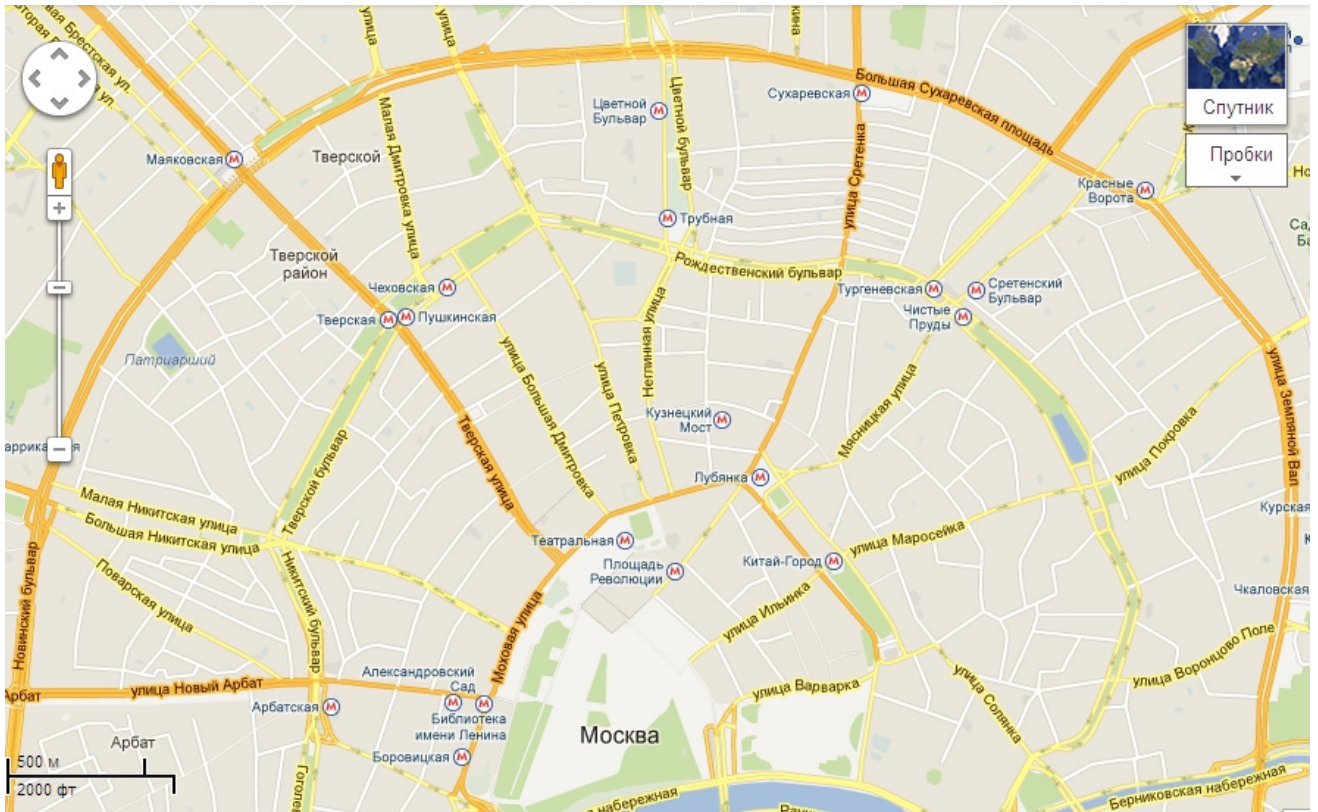 Брестская ул.
улица
улица
Большая Сухаревская площадь
Спутник
Пробки
Цветной
Бульвар
Цветной бульвар
Сухаревская
Малая Дмитровка улица
Маяковская
Тверской
улица Сретенка
Красные
Ворота
Трубная
Тверской
район
Рождественский бульвар
Чеховская
Тургеневская
Сретенский
Бульвар
Чистые
Пруды
Тверская
Пушкинская
Неглинная улица
Патриарший
улица Большая Дмитровка
улица Петровка
Мясницкая улица
улица Земляной Вал
Кузнецкий
Мост
Тверская улица
улица Покровка
Тверской бульвар
Лубянка
Малая Никитская улица
Большая Никитская улица
Курская
улица Маросейка
Театральная
Площадь
Революции
Китай-Город
Никитский бульвар
Поварская улица
Новинский бульвар
Чкаловская
улица Ильинка
Моховая улица
улица Воронцово Поле
Александровский
Сад
Арбат
улица Новый Арбат
улица Варварка
улица Солянка
Арбатская
Библиотека
имени Ленина
Москва
Арбат
Боровицкая
500 м
2000 фт
набережная
Берниковская набережная